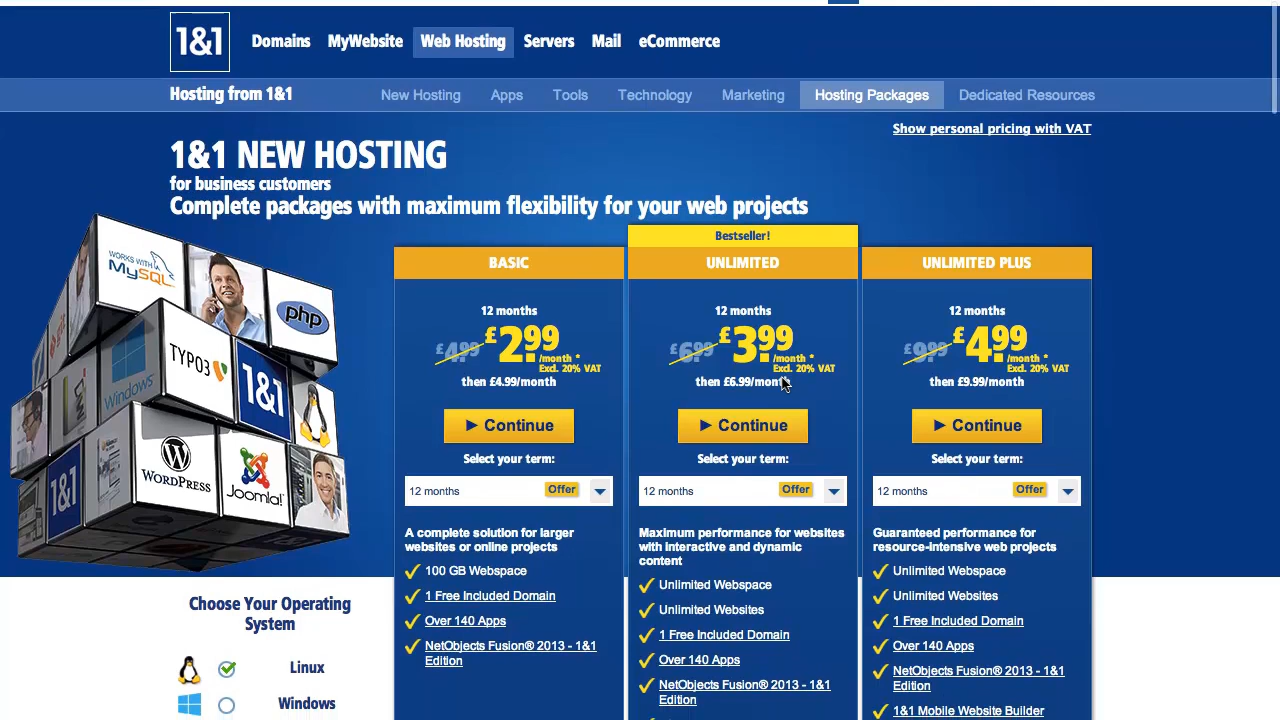 1&1
Domains MyWebsite Web Hosting Servers Mail eCommerce
Hosting from 1&1
New Hosting Apps Tools Technology Marketing Hosting Packages Dedicated Resources
Show personal pricing with VAT
1&1 NEW HOSTING
for business customers
Complete packages with maximum flexibility for your web projects
WORKS WITH
MySQL
php
TYPO3
Windows
1&1
WORDPRESS
Joomla!
1&1
Choose Your Operating
System
Linux
Windows
BASIC
12 months
£4.99 £2.99
/month *
Excl. 20% VAT
then £4.99/month
Continue
Select your term:
12 months Offer
A complete solution for larger
websites or online projects
100 GB Webspace
1 Free Included Domain
Over 140 Apps
NetObjects Fusion® 2013 - 1&1
Edition
Bestseller!
UNLIMITED
12 months
£6.99 £3.99
/month *
Excl. 20% VAT
then £6.99/month
Continue
Select your term:
12 months Offer
Maximum performance for websites
with interactive and dynamic
content
Unlimited Webspace
Unlimited Websites
1 Free Included Domain
Over 140 Apps
NetObjects Fusion® 2013 - 1&1
Edition
UNLIMITED PLUS
12 months
£9.99 £4.99
/month *
Excl. 20% VAT
then £9.99/month
Continue
Select your term:
12 months Offer
Guaranteed performance for
resource-intensive web projects
Unlimited Webspace
Unlimited Websites
1 Free Included Domain
Over 140 Apps
NetObjects Fusion® 2013 - 1&1
Edition
1&1 Mobile Website Builder